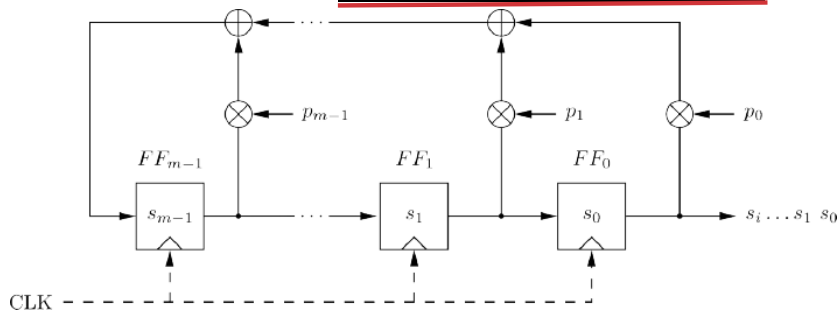 · · ·
p_{m-1} p_1 p_0
FF_{m-1} FF_1 FF_0
s_{m-1} · · · s_1 s_0 s_i . . . s_1 s_0
CLK